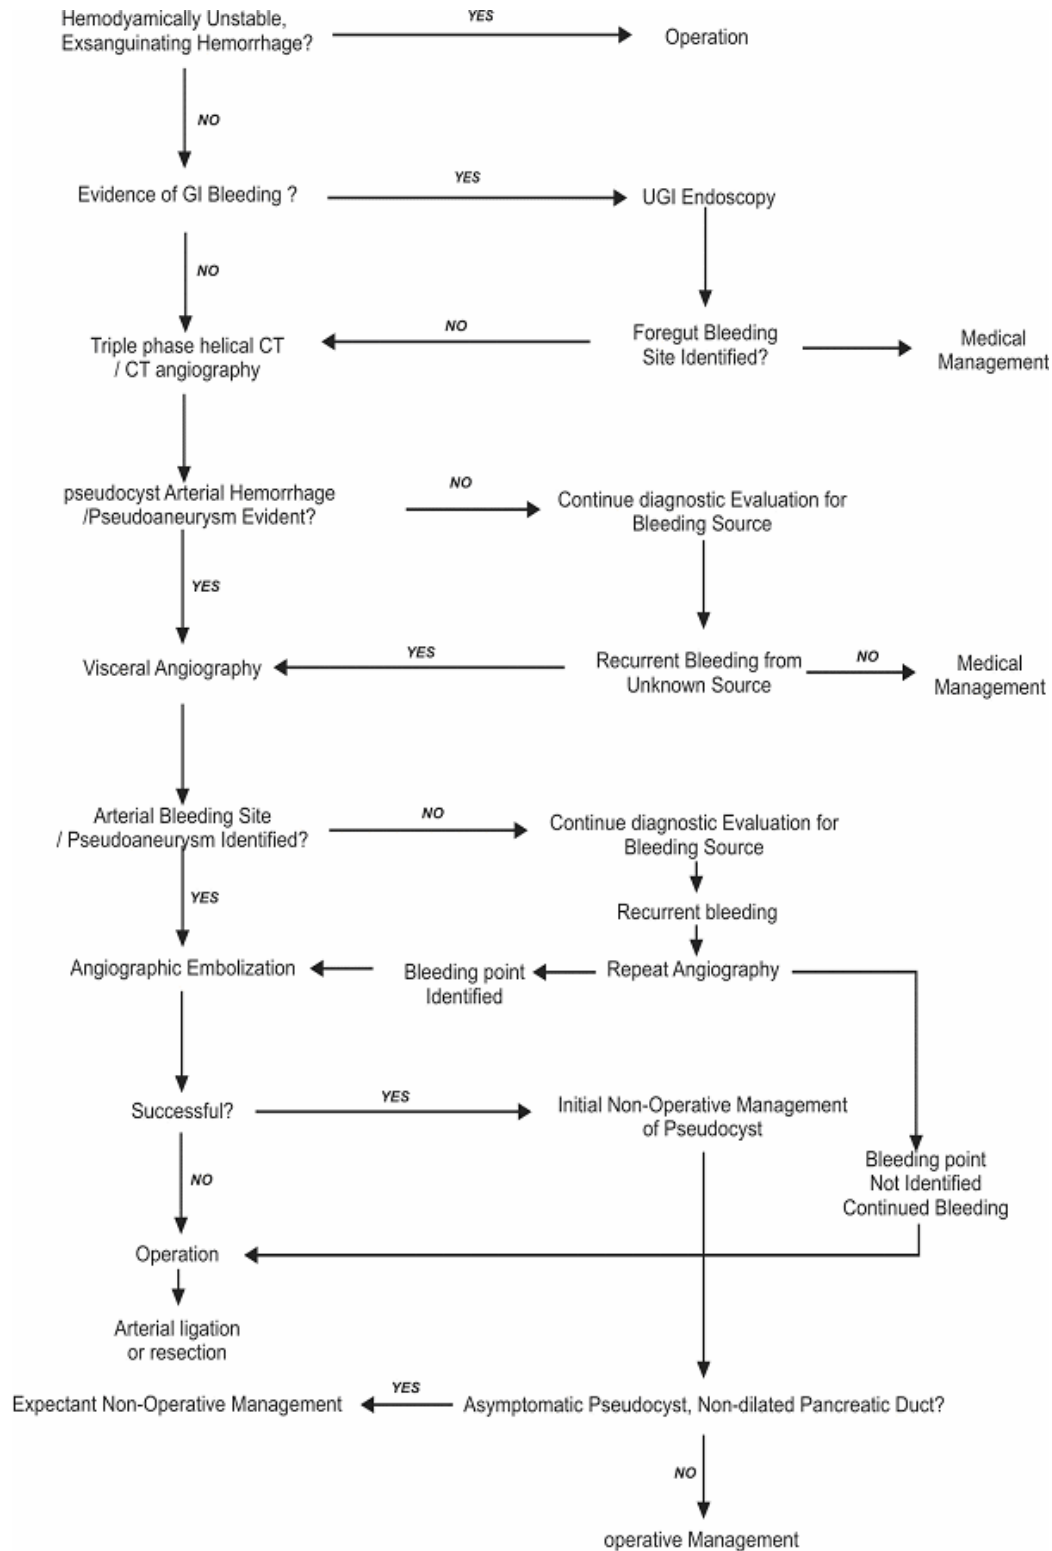 Hemodyamically Unstable,
Exsanguinating Hemorrhage?
YES
Operation
NO
Evidence of GI Bleeding ?
YES
UGI Endoscopy
NO
Triple phase helical CT
/ CT angiography
NO
Foregut Bleeding
Site Identified?
Medical
Management
pseudocyst Arterial Hemorrhage
/Pseudoaneurysm Evident?
NO
Continue diagnostic Evaluation for
Bleeding Source
YES
Visceral Angiography
YES
Recurrent Bleeding from
Unknown Source
NO
Medical
Management
Arterial Bleeding Site
/ Pseudoaneurysm Identified?
NO
Continue diagnostic Evaluation for
Bleeding Source
YES
Recurrent bleeding
Angiographic Embolization
Bleeding point
Identified
Repeat Angiography
Successful?
YES
Initial Non-Operative Management
of Pseudocyst
NO
Bleeding point
Not Identified
Continued Bleeding
Operation
Arterial ligation
or resection
Expectant Non-Operative Management
YES
Asymptomatic Pseudocyst, Non-dilated Pancreatic Duct?
NO
operative Management